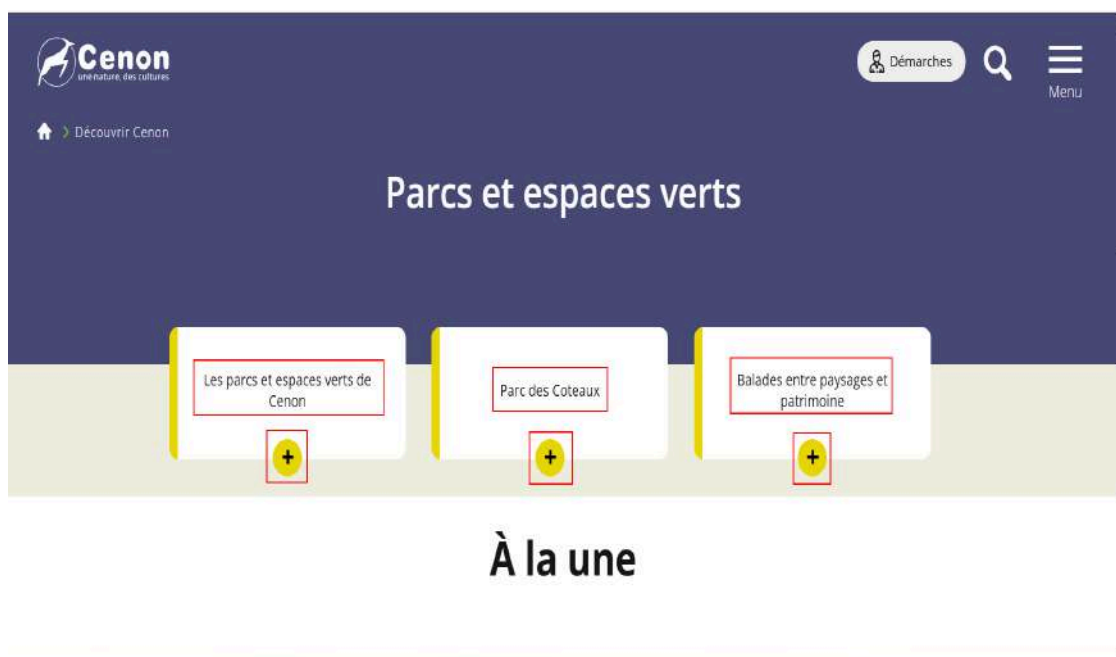 Cenon
une nature, des cultures
Démarches
Menu
Découvrir Cenon
Parcs et espaces verts
Les parcs et espaces verts de
Cenon
Parc des Coteaux
Balades entre paysages et
patrimoine
+
+
+
À la une